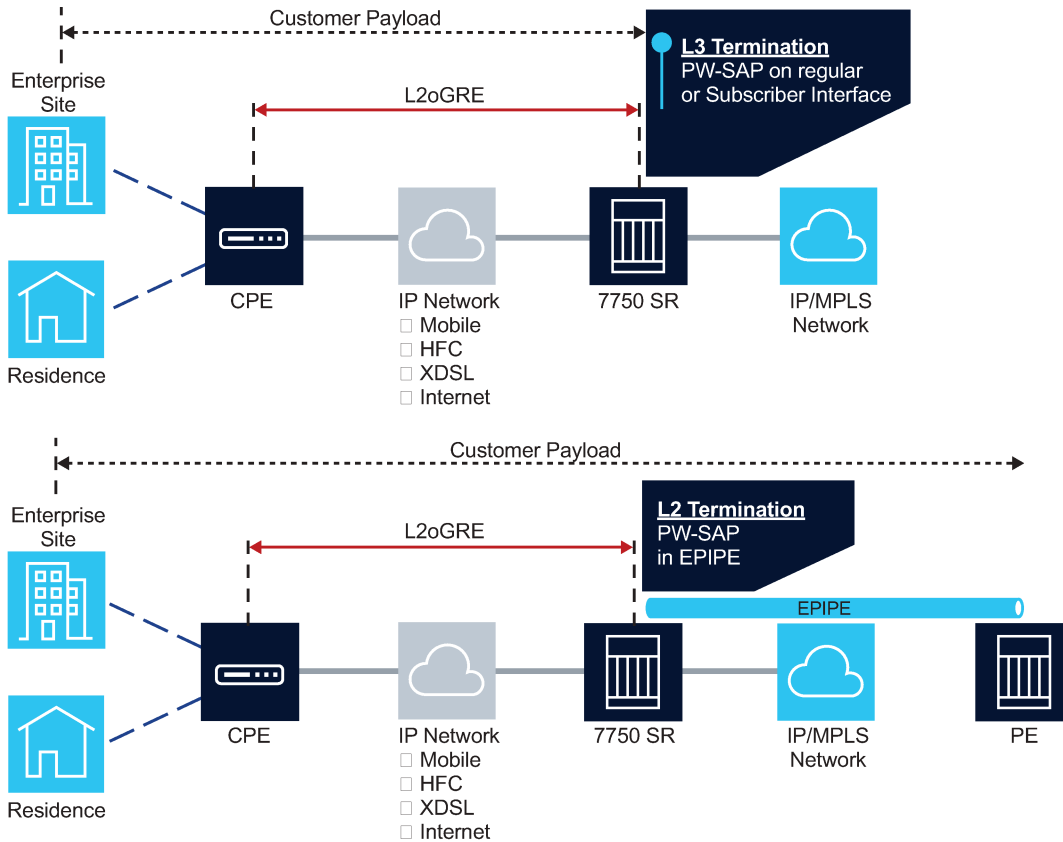 Customer Payload
L3 Termination
PW-SAP on regular
or Subscriber Interface
Enterprise
Site
L2oGRE
CPE
IP Network
Mobile
HFC
XDSL
Internet
7750 SR
IP/MPLS
Network
Residence
Customer Payload
L2 Termination
PW-SAP
in EPIPE
Enterprise
Site
L2oGRE
EPIPE
CPE
IP Network
Mobile
HFC
XDSL
Internet
7750 SR
IP/MPLS
Network
PE
Residence